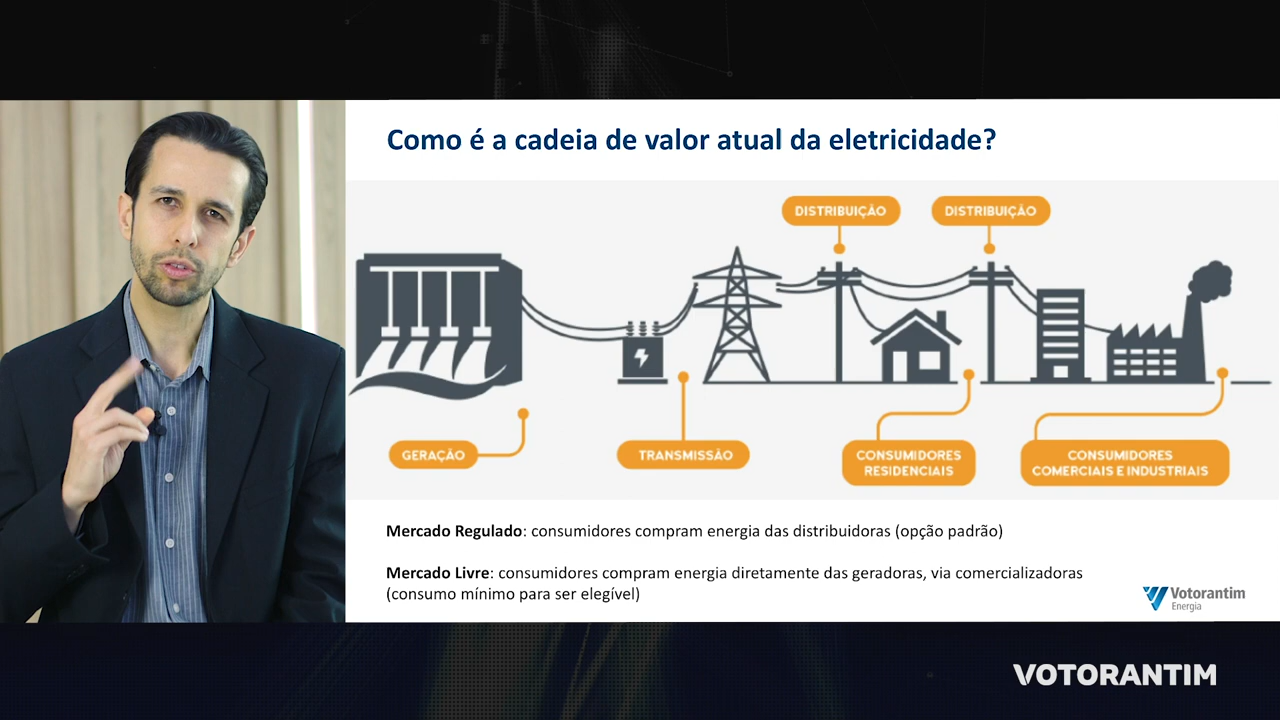 Como é a cadeia de valor atual da eletricidade?
DISTRIBUIÇÃO
DISTRIBUIÇÃO
GERAÇÃO
TRANSMISSÃO
CONSUMIDORES
RESIDENCIAIS
CONSUMIDORES
COMERCIAIS E INDUSTRIAIS
Mercado Regulado: consumidores compram energia das distribuidoras (opção padrão)
Mercado Livre: consumidores compram energia diretamente das geradoras, via comercializadoras
(consumo mínimo para ser elegível)
Votorantim
Energia
VOTORANTIM